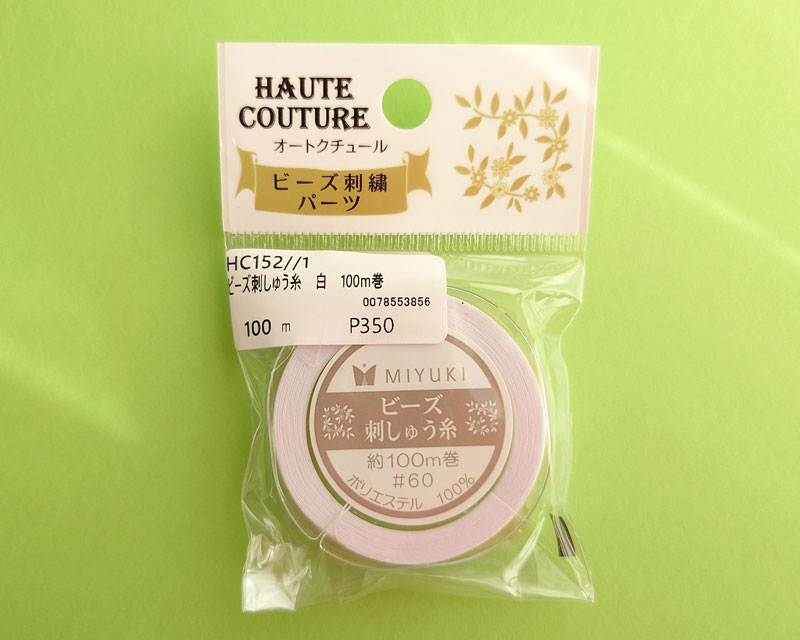 HAUTE
COUTURE
オートクチュール
ビーズ刺繍
パーツ
HC152//1
ビーズ刺しゅう糸 白 100m巻
0078553856
100 m P350
MIYUKI
ビーズ
刺しゅう糸
約100m巻
#60
ポリエステル 100%